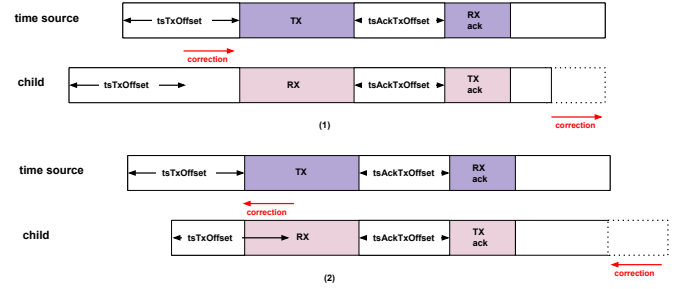 time source
tsTxOffset
TX
tsAckTxOffset
RX
ack
correction
child
tsTxOffset
RX
tsAckTxOffset
TX
ack
(1)
correction
time source
tsTxOffset
TX
tsAckTxOffset
RX
ack
correction
child
tsTxOffset
RX
tsAckTxOffset
TX
ack
(2)
correction